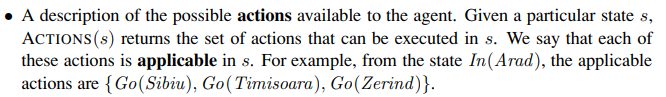 • A description of the possible actions available to the agent. Given a particular state s,
ACTIONS(s) returns the set of actions that can be executed in s. We say that each of
these actions is applicable in s. For example, from the state In(Arad), the applicable
actions are {Go(Sibiu), Go(Timisoara), Go(Zerind)}.